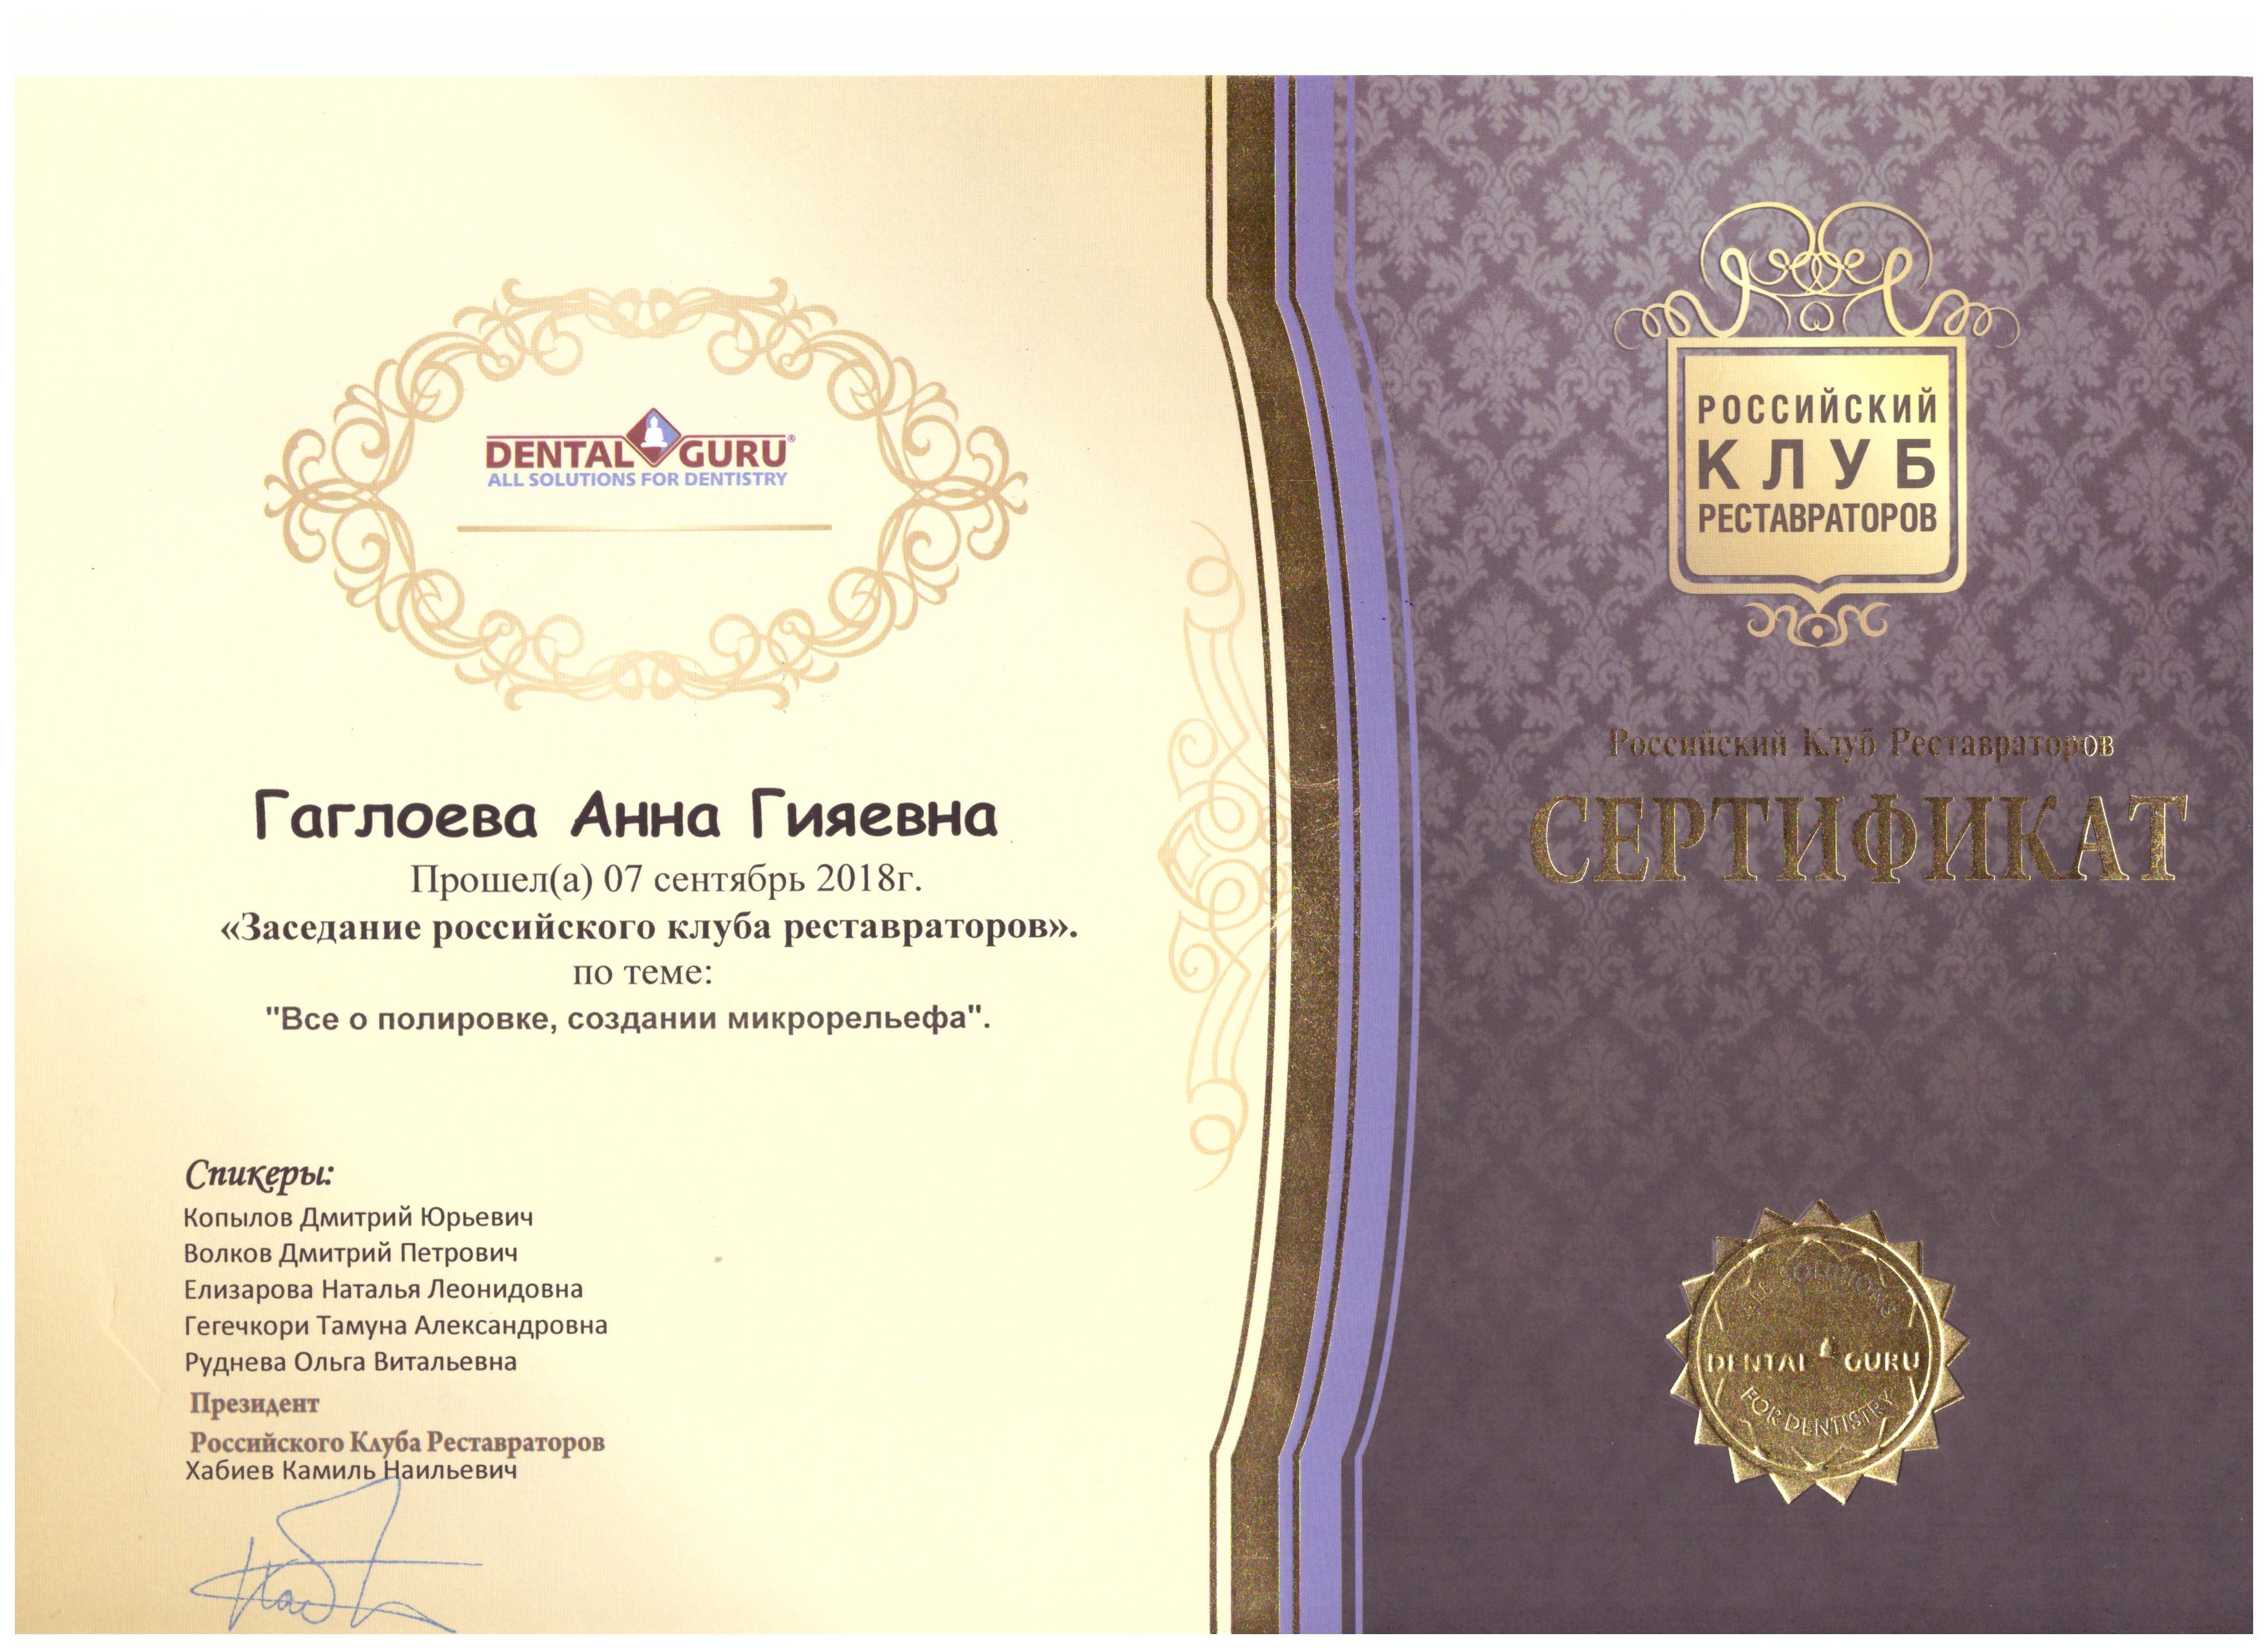 DENTAL GURU®
ALL SOLUTIONS FOR DENTISTRY
Гаглоева Анна Гияевна
Прошел(а) 07 сентябрь 2018г.
«Заседание российского клуба реставраторов».
по теме:
"Все о полировке, создании микрорельефа".
Спикеры:
Копылов Дмитрий Юрьевич
Волков Дмитрий Петрович
Елизарова Наталья Леонидовна
Гегечкори Тамуна Александровна
Руднева Ольга Витальевна
Президент
Российского Клуба Реставраторов
Хабиев Камиль Наильевич
РОССИЙСКИЙ
КЛУБ
РЕСТАВРАТОРОВ
Российский Клуб Реставраторов
СЕРТИФИКАТ
ALL SOLUTIONS
DENTAL GURU
FOR DENTISTRY